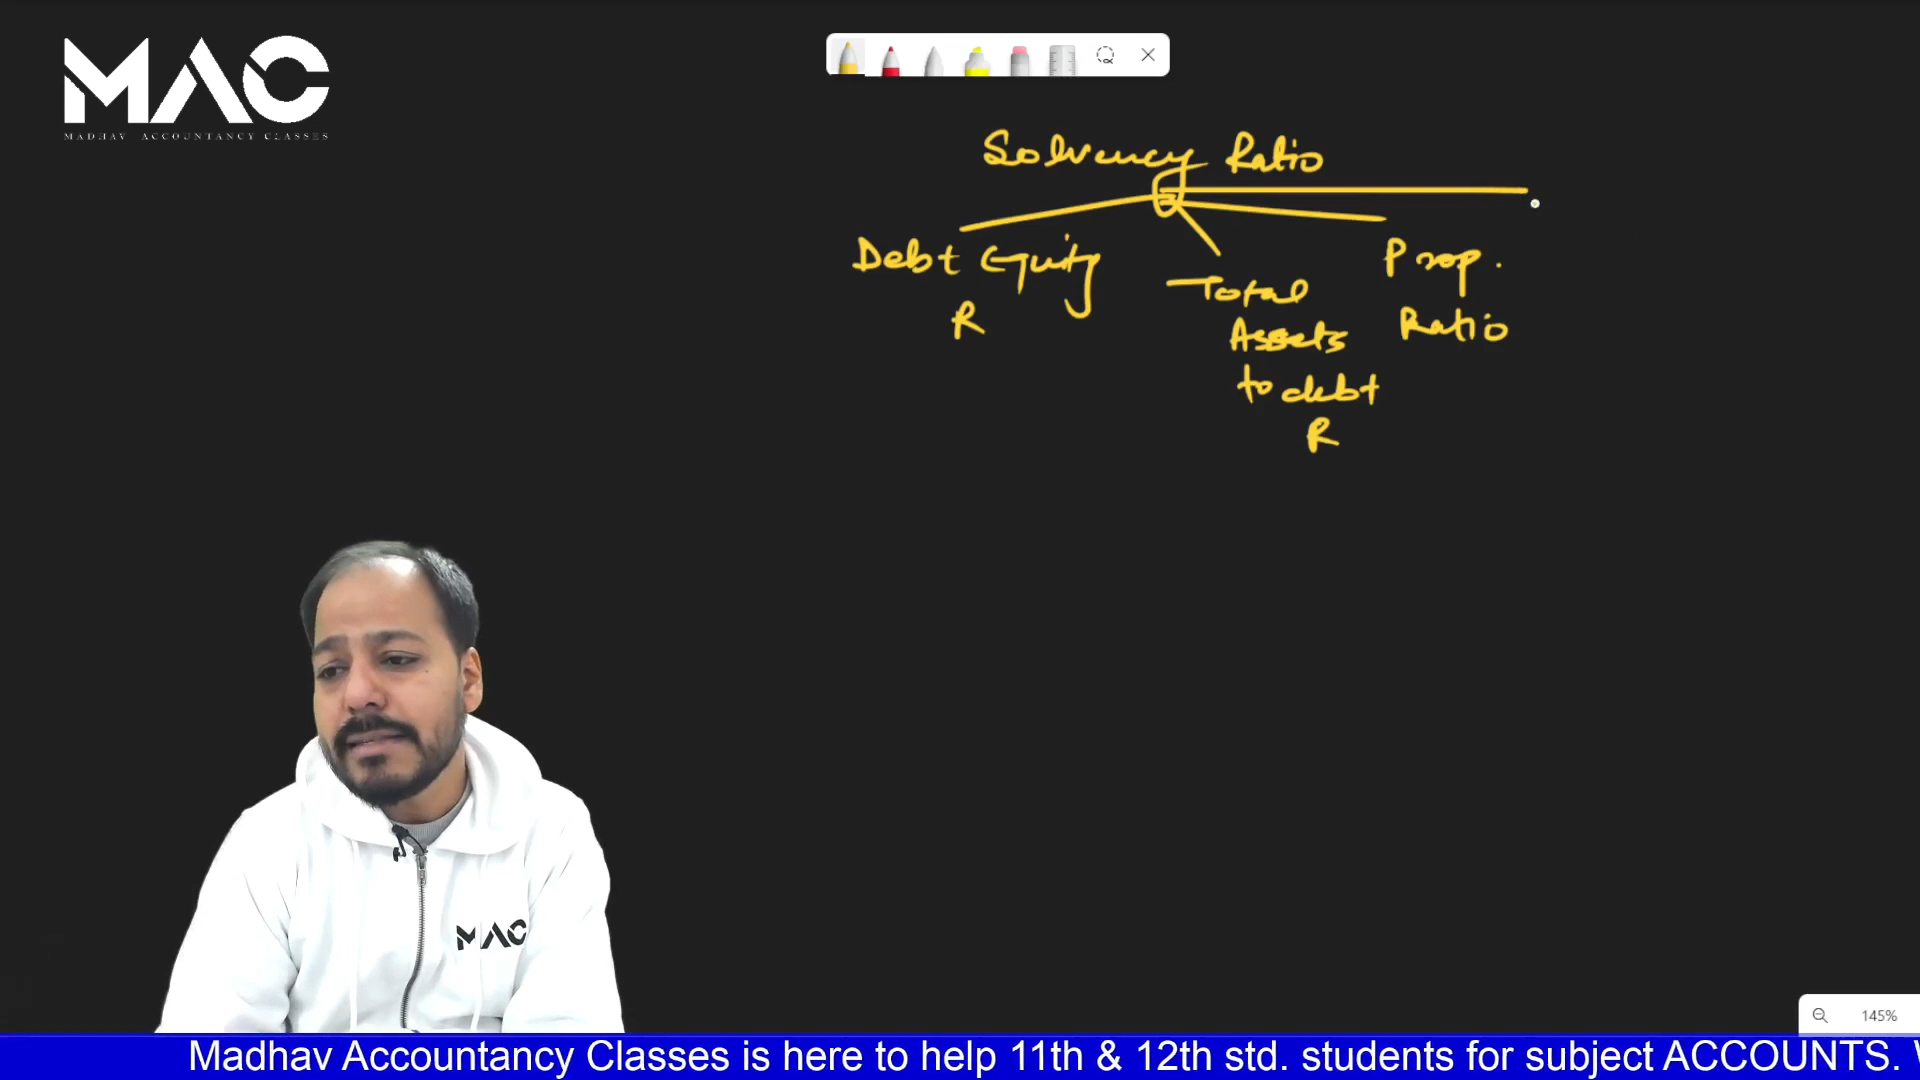 MAC
MADHAV ACCOUNTANCY CLASSES
Solvency Ratio
Debt Equity
R
Total
Assets
to debt
R
Prop.
Ratio
MAC
145%
Madhav Accountancy Classes is here to help 11th & 12th std. students for subject ACCOUNTS.